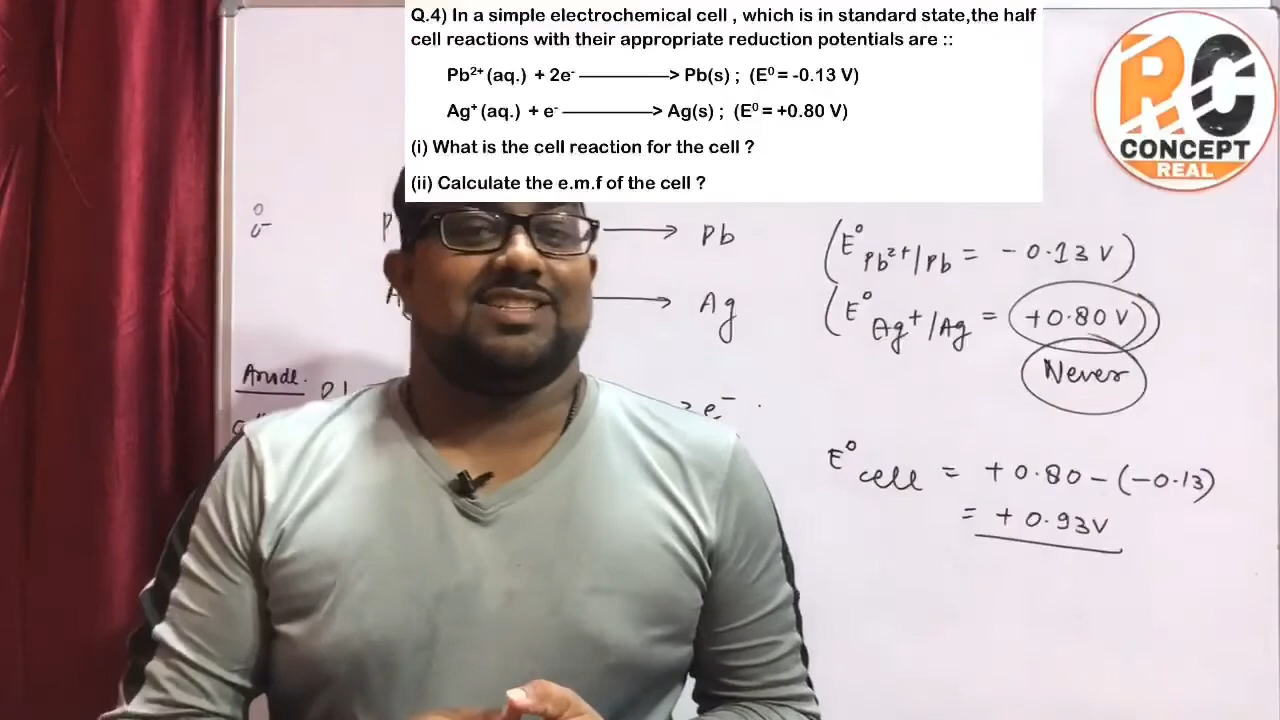 Q.4) In a simple electrochemical cell , which is in standard state,the half
cell reactions with their appropriate reduction potentials are ::
Pb²⁺(aq.) + 2e⁻ ———> Pb(s) ; (E⁰ = -0.13 V)
Ag⁺(aq.) + e⁻ ———> Ag(s) ; (E⁰ = +0.80 V)
(i) What is the cell reaction for the cell ?
(ii) Calculate the e.m.f of the cell ?
RC
CONCEPT
REAL
⟶ Pb (E⁰ Pb²⁺/Pb = -0.13 V)
⟶ Ag (E⁰ Ag⁺/Ag = +0.80 V)
Never
Anode.
e⁻
E⁰cell = +0.80-(-0.13)
= +0.93V